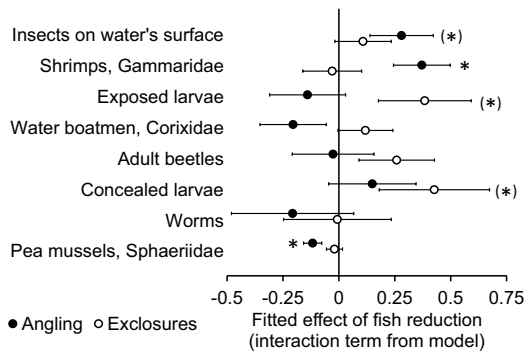 Insects on water's surface (*)
Shrimps, Gammaridae *
Exposed larvae (*)
Water boatmen, Corixidae
Adult beetles
Concealed larvae (*)
Worms
Pea mussels, Sphaeriidae *
-0.5 -0.25 0 0.25 0.5 0.75
● Angling ○ Exclosures
Fitted effect of fish reduction
(interaction term from model)